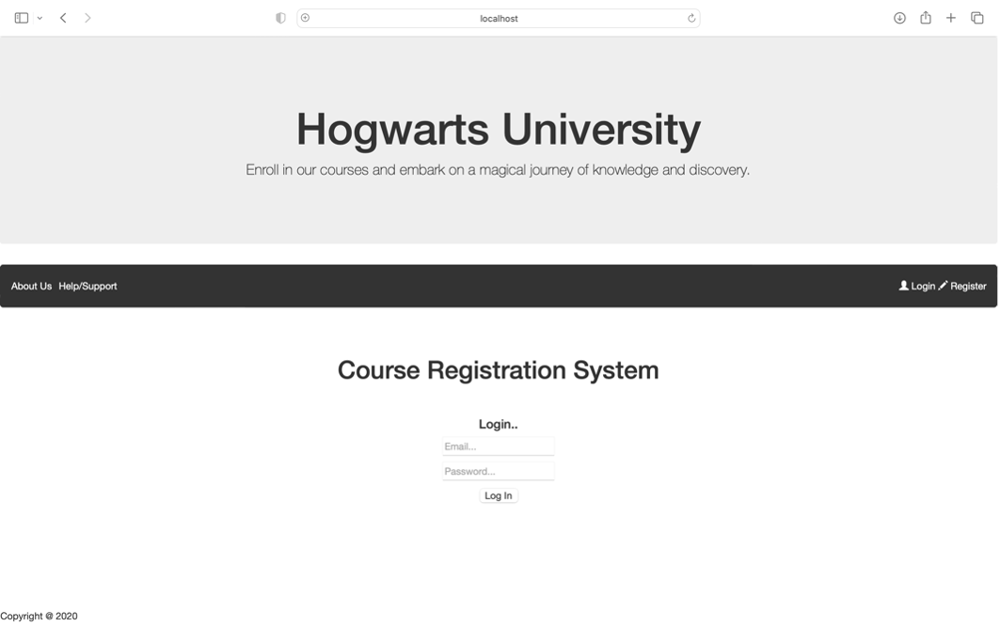 localhost
Hogwarts University
Enroll in our courses and embark on a magical journey of knowledge and discovery.
About Us Help/Support Login Register
Course Registration System
Login..
Email...
Password...
Log In
Copyright @ 2020